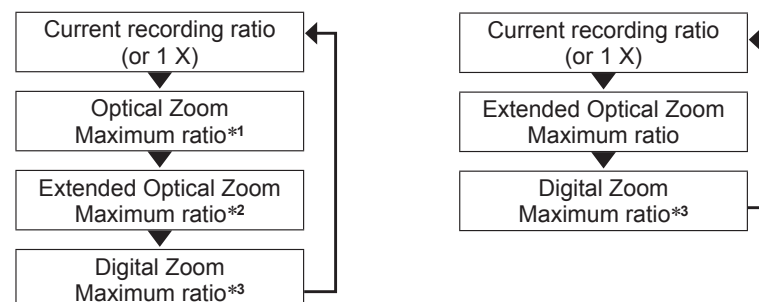 Current recording ratio
(or 1 X)
Optical Zoom
Maximum ratio*1
Extended Optical Zoom
Maximum ratio*2
Digital Zoom
Maximum ratio*3
Current recording ratio
(or 1 X)
Extended Optical Zoom
Maximum ratio
Digital Zoom
Maximum ratio*3